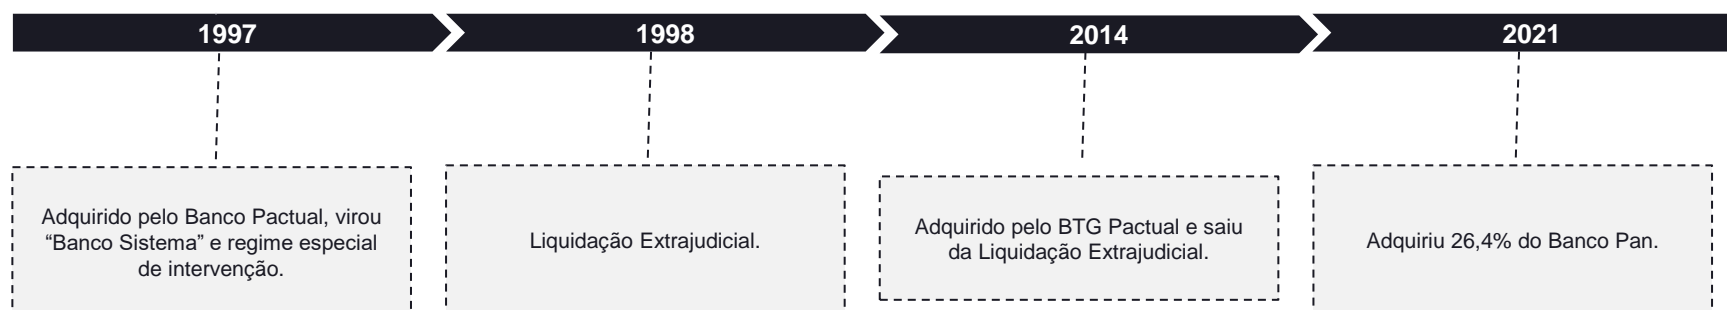 1997
1998
2014
2021
Adquirido pelo Banco Pactual, virou
“Banco Sistema” e regime especial
de intervenção.
Liquidação Extrajudicial.
Adquirido pelo BTG Pactual e saiu
da Liquidação Extrajudicial.
Adquiriu 26,4% do Banco Pan.